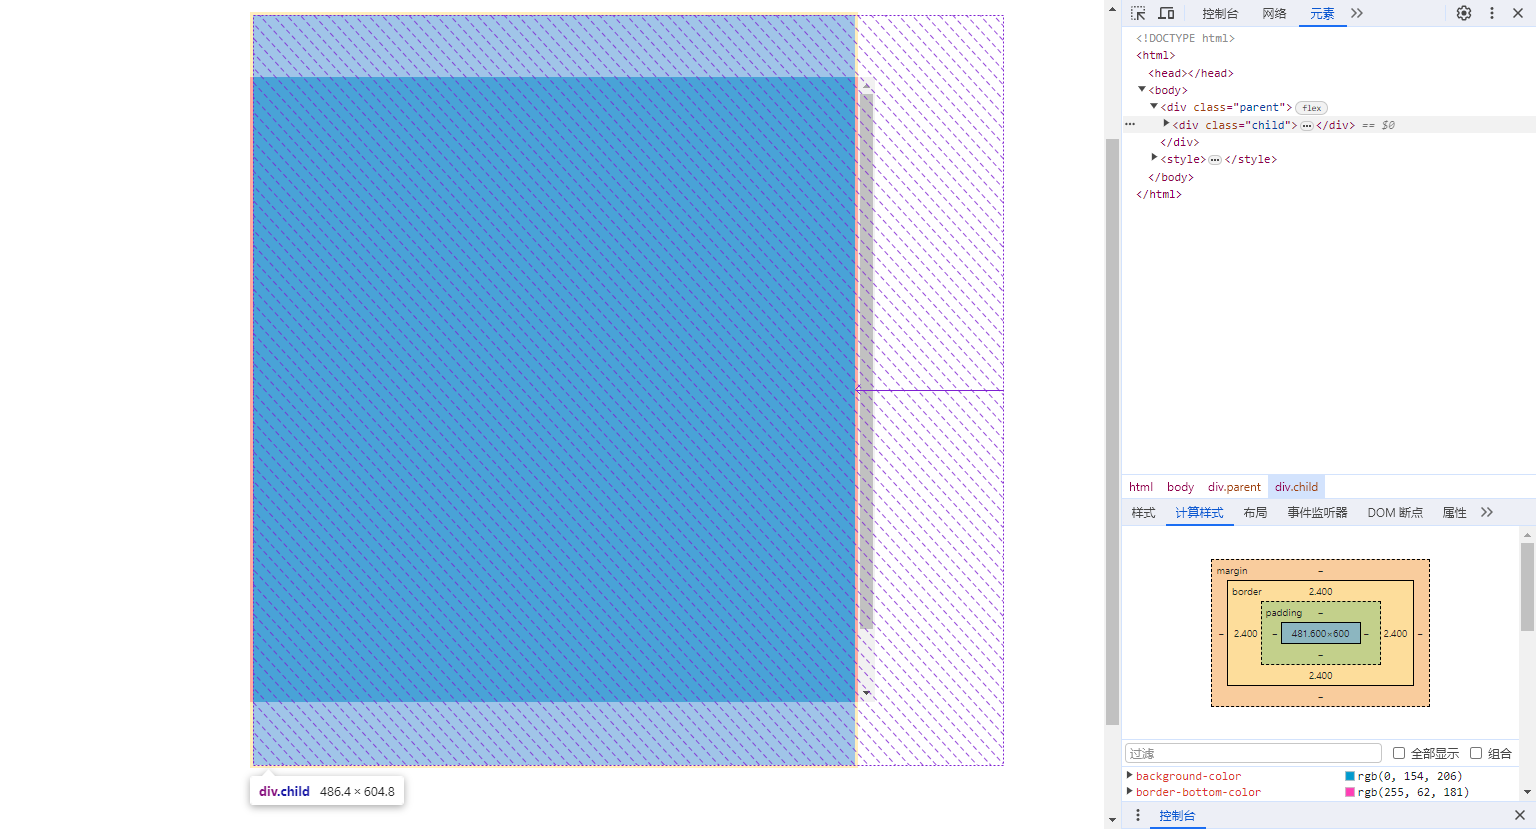 控制台 网络 元素
<!DOCTYPE html>
<html>
<head></head>
<body>
<div class="parent"> flex
<div class="child"> … </div> == $0
</div>
<style> … </style>
</body>
</html>
html body div.parent div.child
样式 计算样式 布局 事件监听器 DOM 断点 属性
margin –
border 2.400
padding –
– 2.400 – 481.600×600 – 2.400 –
–
2.400
–
过滤 全部显示 组合
background-color rgb(0, 154, 206)
border-bottom-color rgb(255, 62, 181)
控制台
div.child 486.4 × 604.8